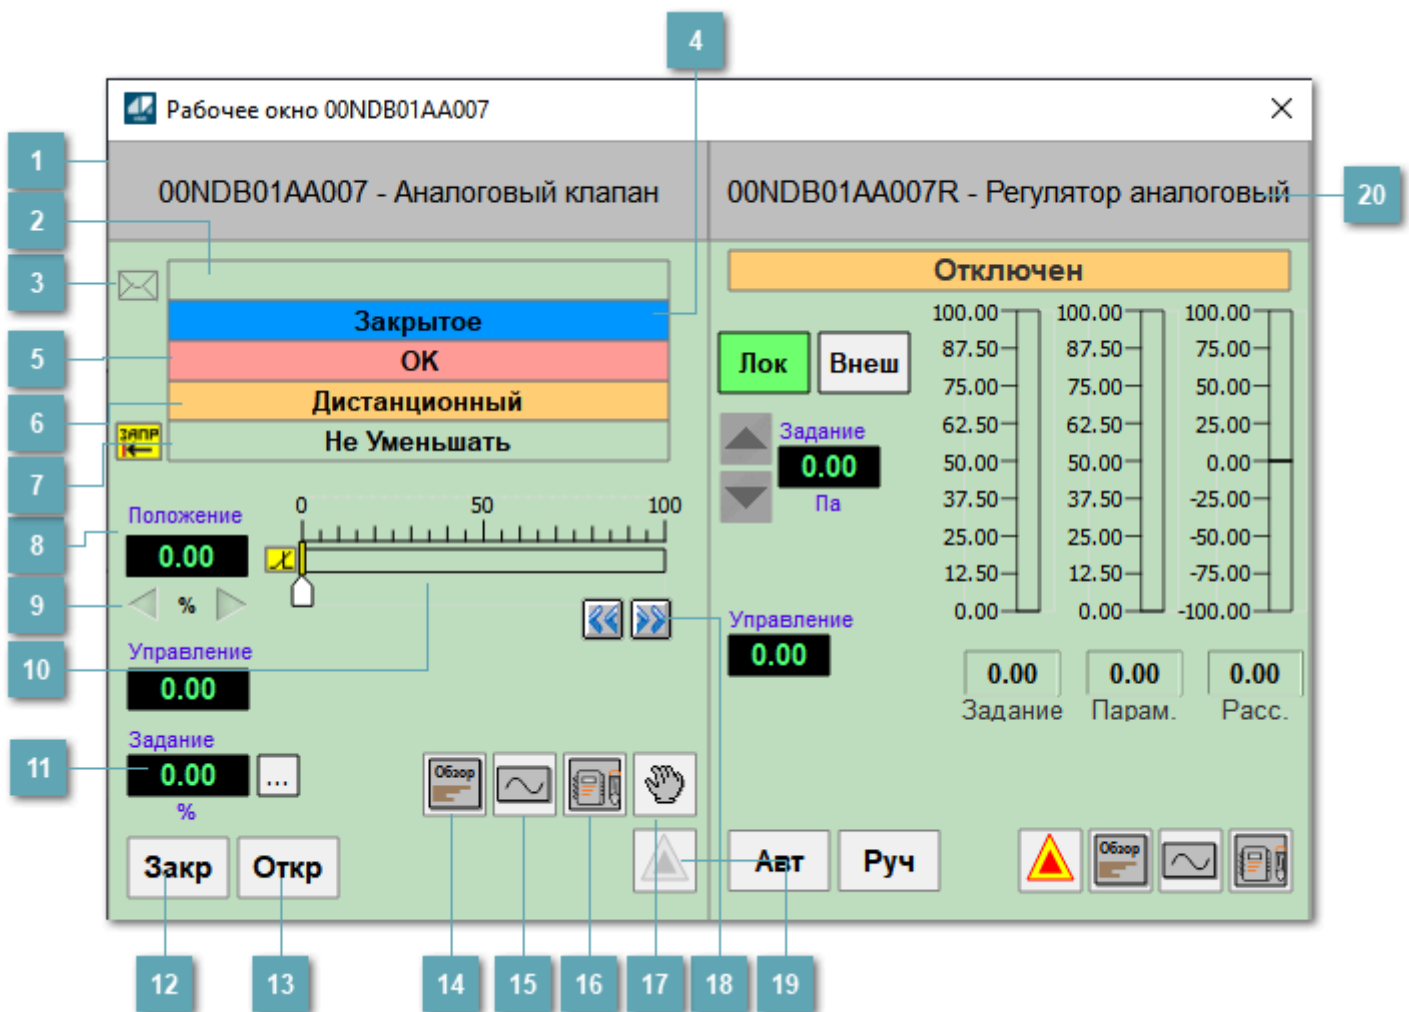 4
Рабочее окно 00NDB01AA007
1
00NDB01AA007 - Аналоговый клапан
00NDB01AA007R - Регулятор аналоговый
20
2
3
Отключен
Закрытое
5
ОК
6
Дистанционный
ЗАПР
Не Уменьшать
7
Лок
Внеш
Задание
0.00
Па
100.00
87.50
75.00
62.50
50.00
37.50
25.00
12.50
0.00
100.00
87.50
75.00
62.50
50.00
37.50
25.00
12.50
0.00
100.00
75.00
50.00
25.00
0.00
-25.00
-50.00
-75.00
-100.00
8
Положение
0.00
0
50
100
9
%
10
Управление
0.00
Управление
0.00
0.00
Задание
0.00
Парам.
0.00
Расс.
11
Задание
0.00
...
%
Обзор
Закр
Откр
Авт
Руч
Обзор
12
13
14
15
16
17
18
19